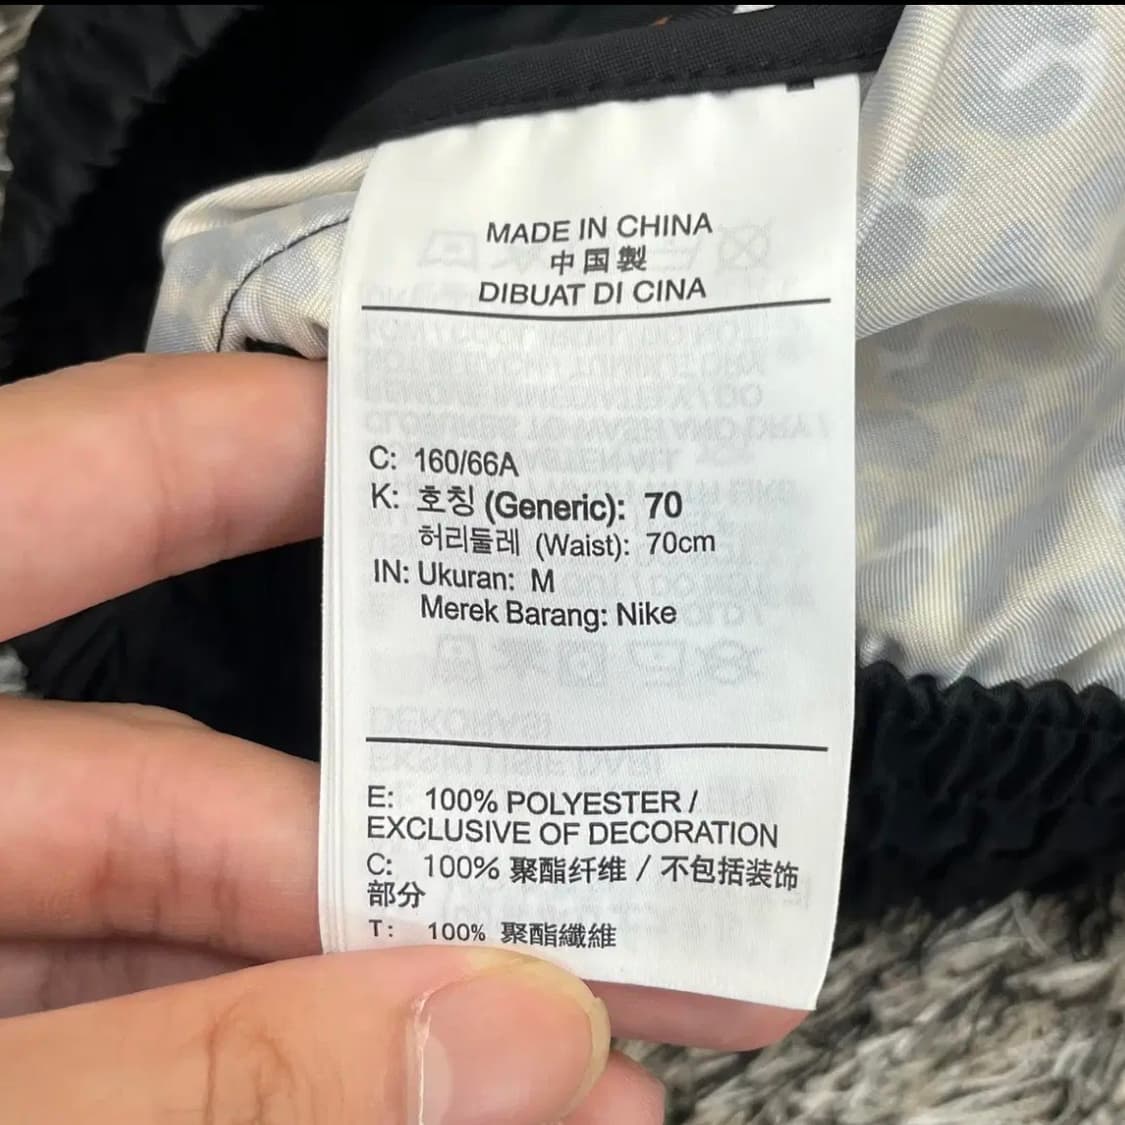 MADE IN CHINA
中国製
DIBUAT DI CINA
C: 160/66A
K: 호칭 (Generic): 70
허리둘레 (Waist): 70cm
IN: Ukuran: M
Merek Barang: Nike
E: 100% POLYESTER /
EXCLUSIVE OF DECORATION
C: 100% 聚酯纤维 / 不包括装饰
部分
T: 100% 聚酯纖維